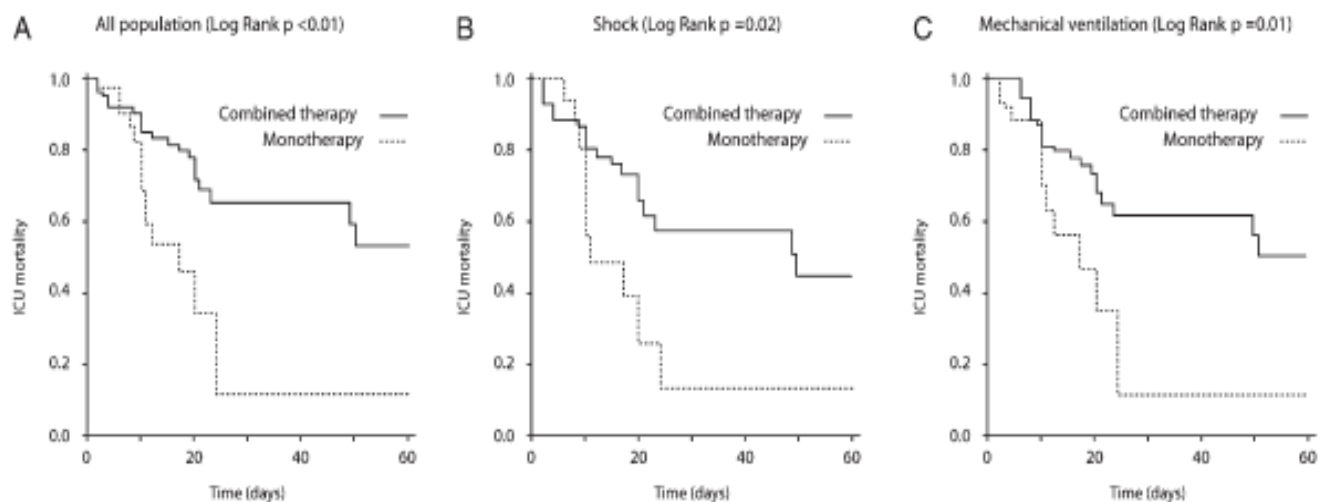 A
All population (Log Rank p <0.01)
1.0
0.8
0.6
0.4
0.2
0.0
ICU mortality
Combined therapy
Monotherapy
0
20
40
60
Time (days)
B
Shock (Log Rank p =0.02)
1.0
0.8
0.6
0.4
0.2
0.0
ICU mortality
Combined therapy
Monotherapy
0
20
40
60
Time (days)
C
Mechanical ventilation (Log Rank p =0.01)
1.0
0.8
0.6
0.4
0.2
0.0
ICU mortality
Combined therapy
Monotherapy
0
20
40
60
Time (days)